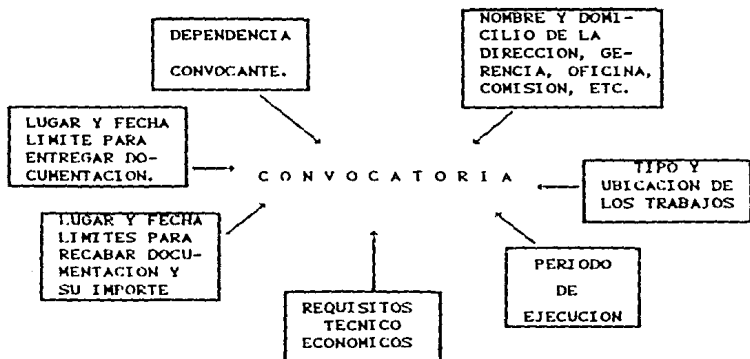 DEPENDENCIA
CONVOCANTE.
NOMBRE Y DOMI-
CILIO DE LA
DIRECCION, GE-
RENCIA, OFICINA,
COMISION, ETC.
LUGAR Y FECHA
LIMITE PARA
ENTREGAR DO-
CUMENTACION.
C O N V O C A T O R I A
TIPO Y
UBICACION DE
LOS TRABAJOS
LUGAR Y FECHA
LIMITES PARA
RECABAR DOCU-
MENTACION Y
SU IMPORTE
REQUISITOS
TECNICO
ECONOMICOS
PERIODO
DE
EJECUCION